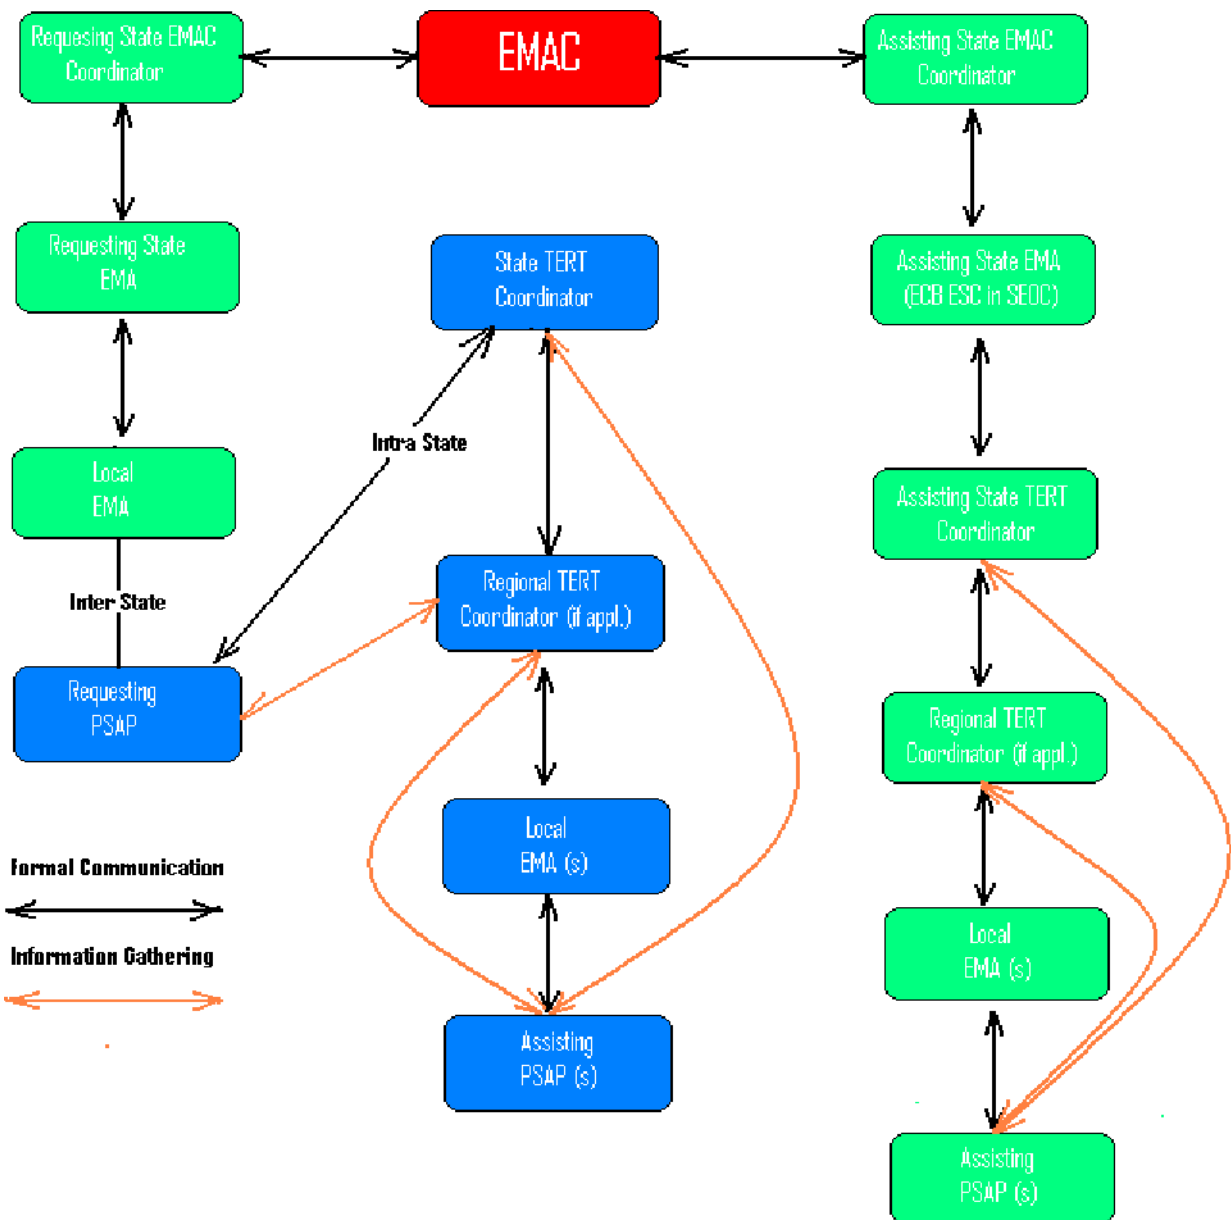 Requesing State EMAC
Coordinator
EMAC
Assisting State EMAC
Coordinator
Requesting State
EMA
State TERT
Coordinator
Assisting State EMA
(ECB ESC in SEOC)
Intra State
Local
EMA
Assisting State TERT
Coordinator
Inter State
Regional TERT
Coordinator (if appl.)
Requesting
PSAP
Regional TERT
Coordinator (if appl.)
Local
EMA (s)
Formal Communication
Information Gathering
Local
EMA (s)
Assisting
PSAP (s)
Assisting
PSAP (s)